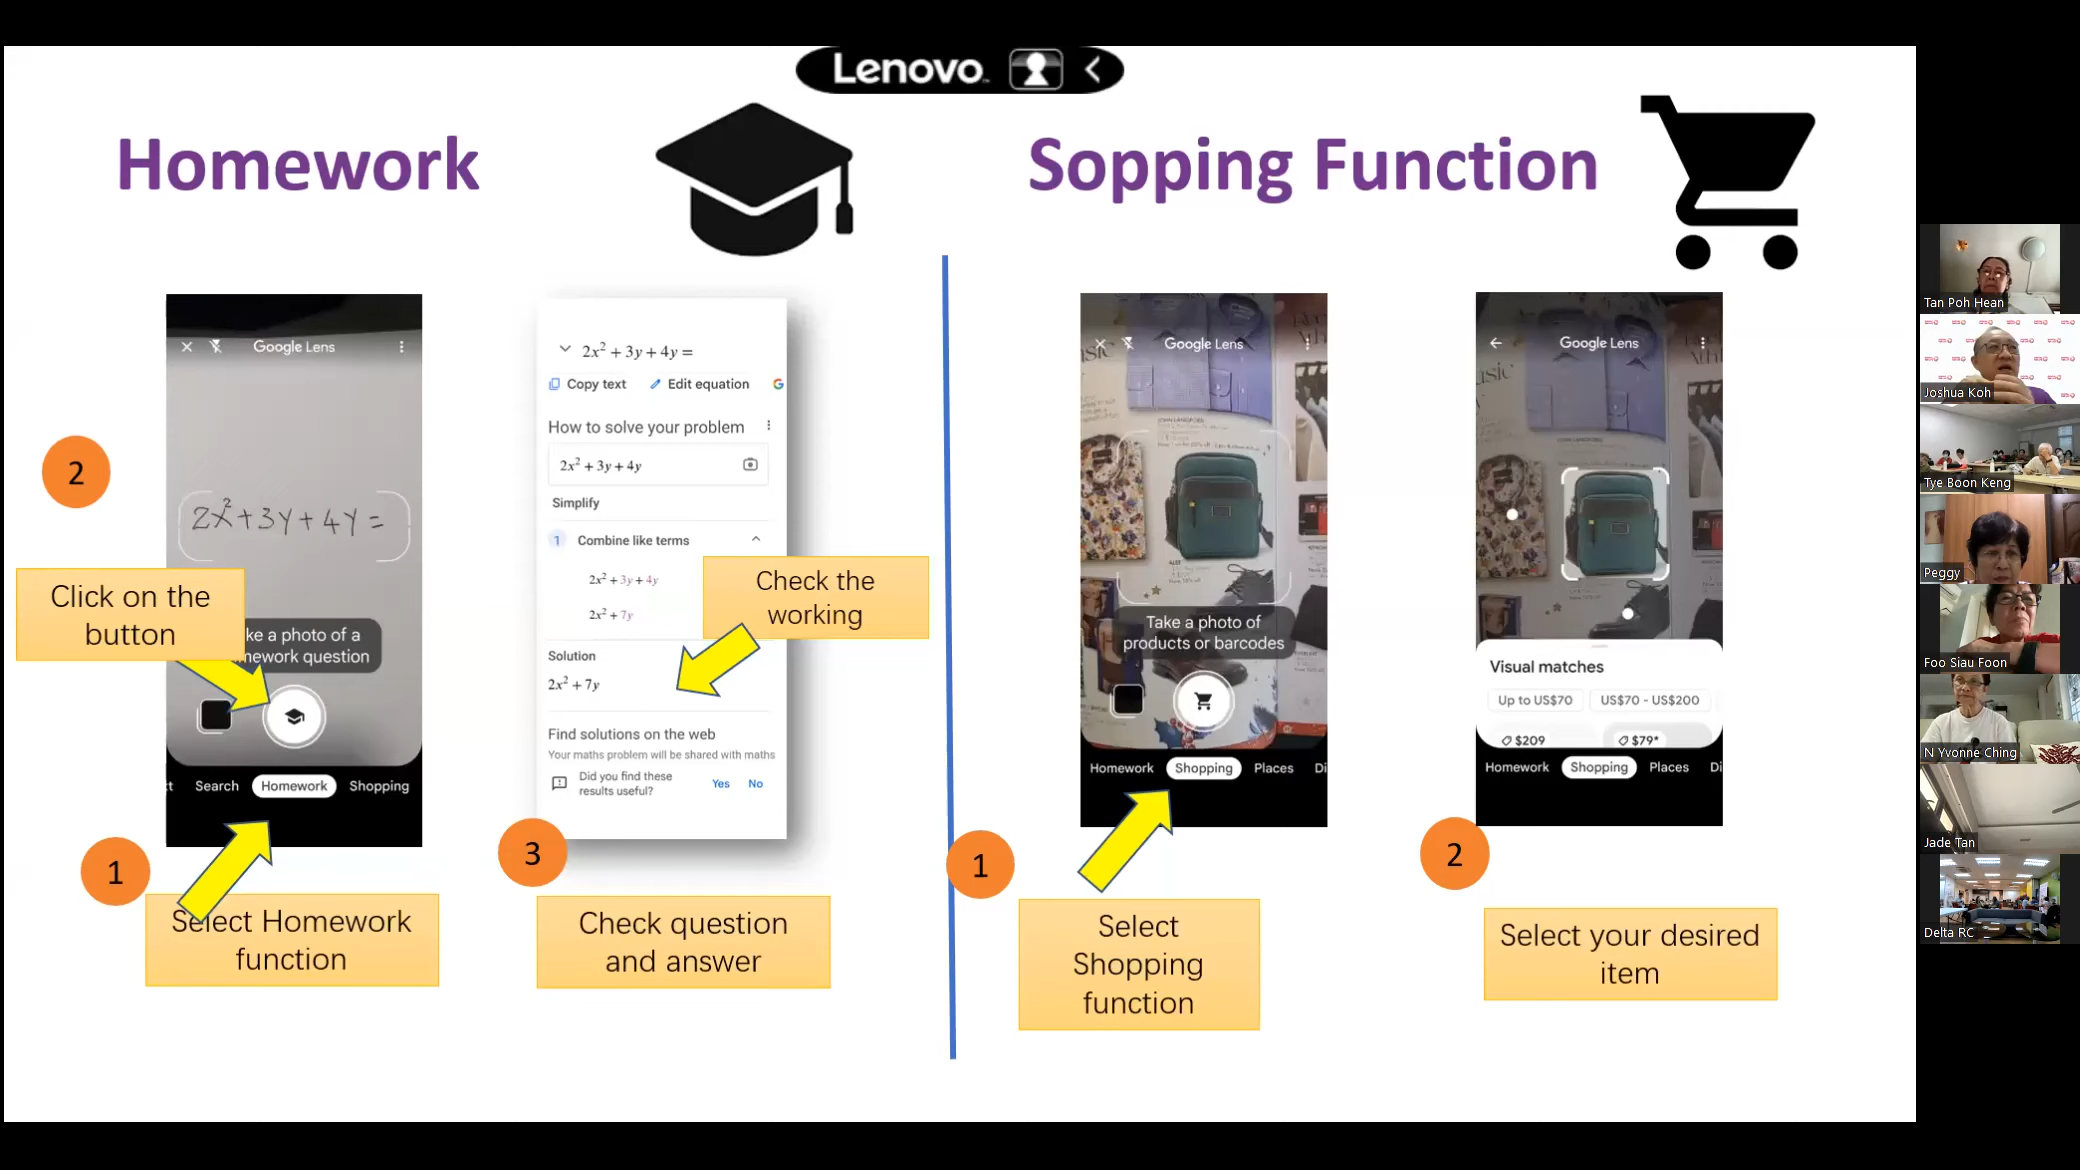 Lenovo
Homework
Sopping Function
Google Lens
2x²+3y+4y=
2
Click on the
button
ke a photo of a
mework question
Search Homework Shopping
1
Select Homework
function
2x² + 3y + 4y =
Copy text Edit equation
How to solve your problem
2x² + 3y + 4y
Simplify
1 Combine like terms
2x² + 3y + 4y
2x² + 7y
Check the
working
Solution
2x² + 7y
Find solutions on the web
Your maths problem will be shared with maths
Did you find these
results useful?
Yes No
3
Check question
and answer
Google Lens
Take a photo of
products or barcodes
Homework Shopping Places Di
1
Select
Shopping
function
Google Lens
Visual matches
Up to US$70 US$70 - US$200
$209 $79*
Homework Shopping Places Di
2
Select your desired
item
Tan Poh Hean
Joshua Koh
Tye Boon Keng
Peggy
Foo Siau Foon
N Yvonne Ching
Jade Tan
Delta RC